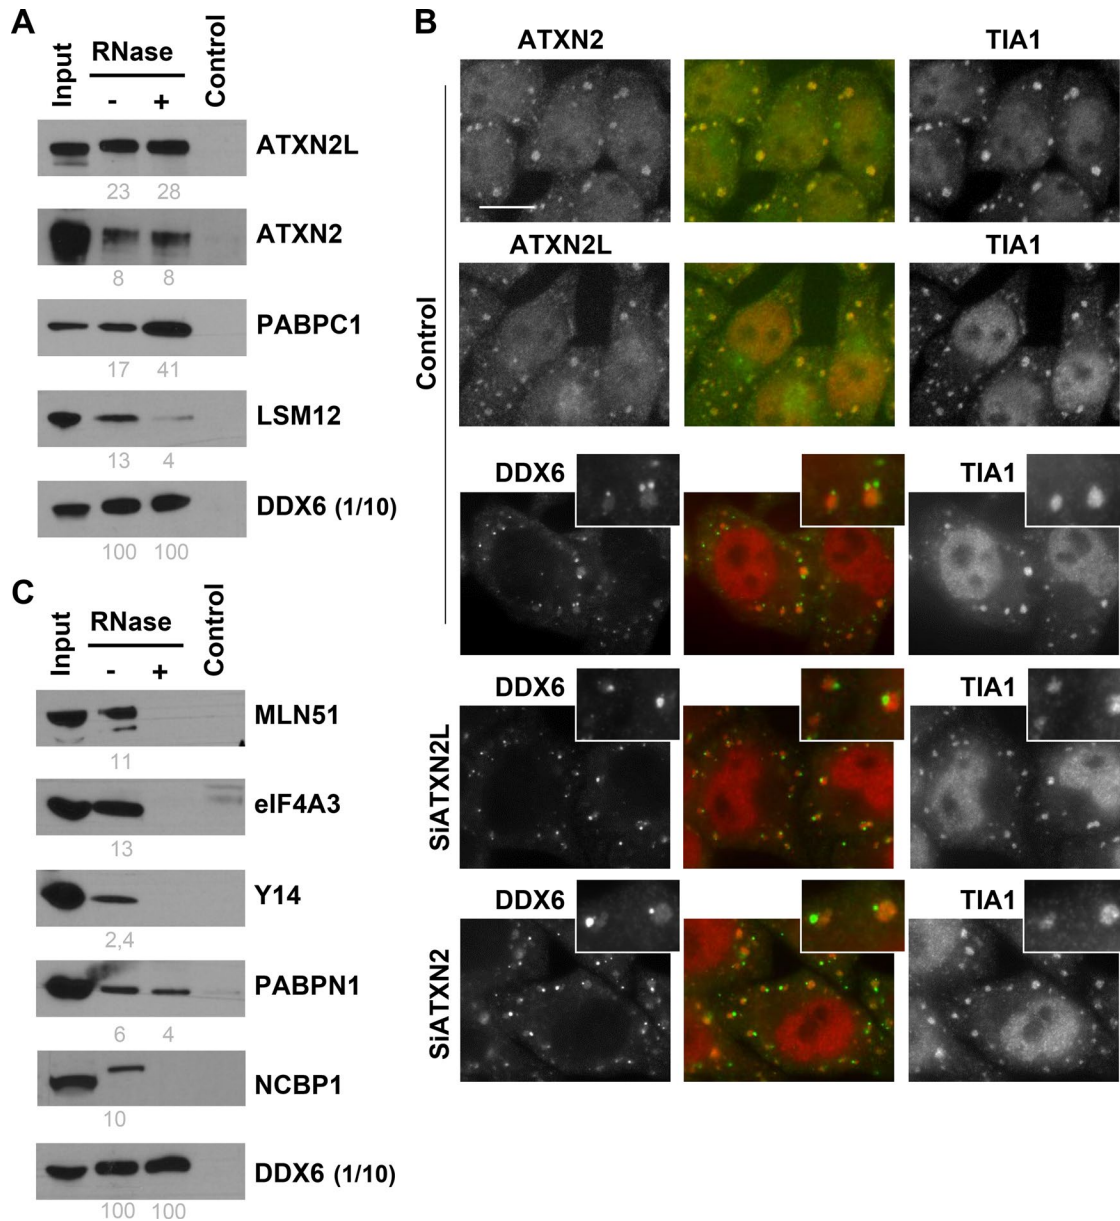 A
Input
RNase
- +
Control
ATXN2L
23 28
ATXN2
8 8
PABPC1
17 41
LSM12
13 4
DDX6 (1/10)
100 100
B
ATXN2 TIA1
ATXN2L TIA1
Control
DDX6 TIA1
SiATXN2L
DDX6 TIA1
SiATXN2
DDX6 TIA1
C
Input
RNase
- +
Control
MLN51
11
eIF4A3
13
Y14
2,4
PABPN1
6 4
NCBP1
10
DDX6 (1/10)
100 100